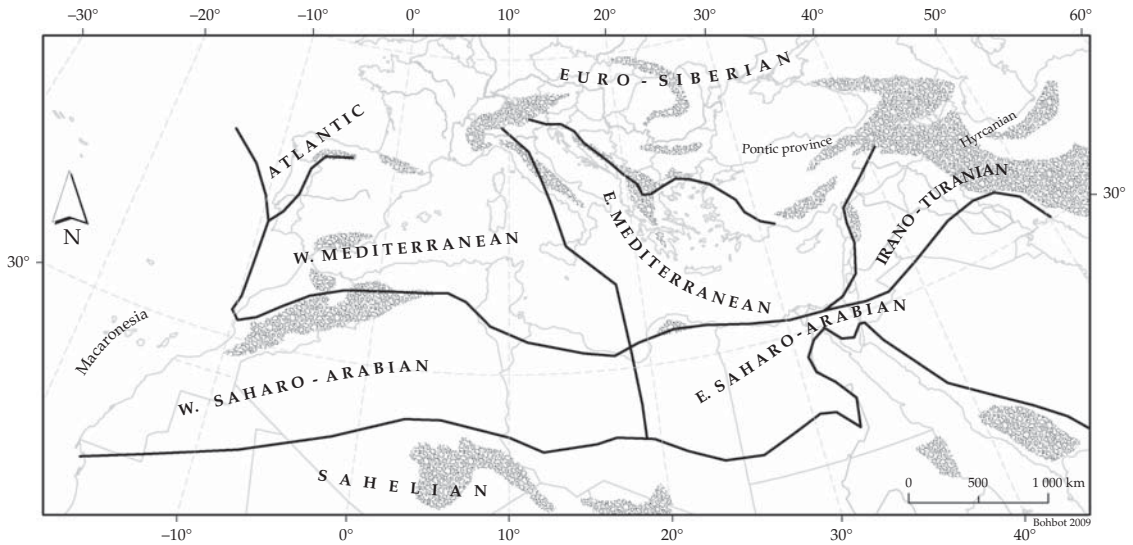 –30° –20° –10° 0° 10° 20° 30° 40° 50° 60°
EURO - SIBERIAN
ATLANTIC
Pontic province
Hyrcanian
IRANO-TURANIAN
30°
N
W. MEDITERRANEAN
E. MEDITERRANEAN
30°
Macaronesia
E. SAHARO-ARABIAN
W. SAHARO - ARABIAN
SAHELIAN
0 500 1 000 km
Bohbot 2009
–10° 0° 10° 20° 30° 40°